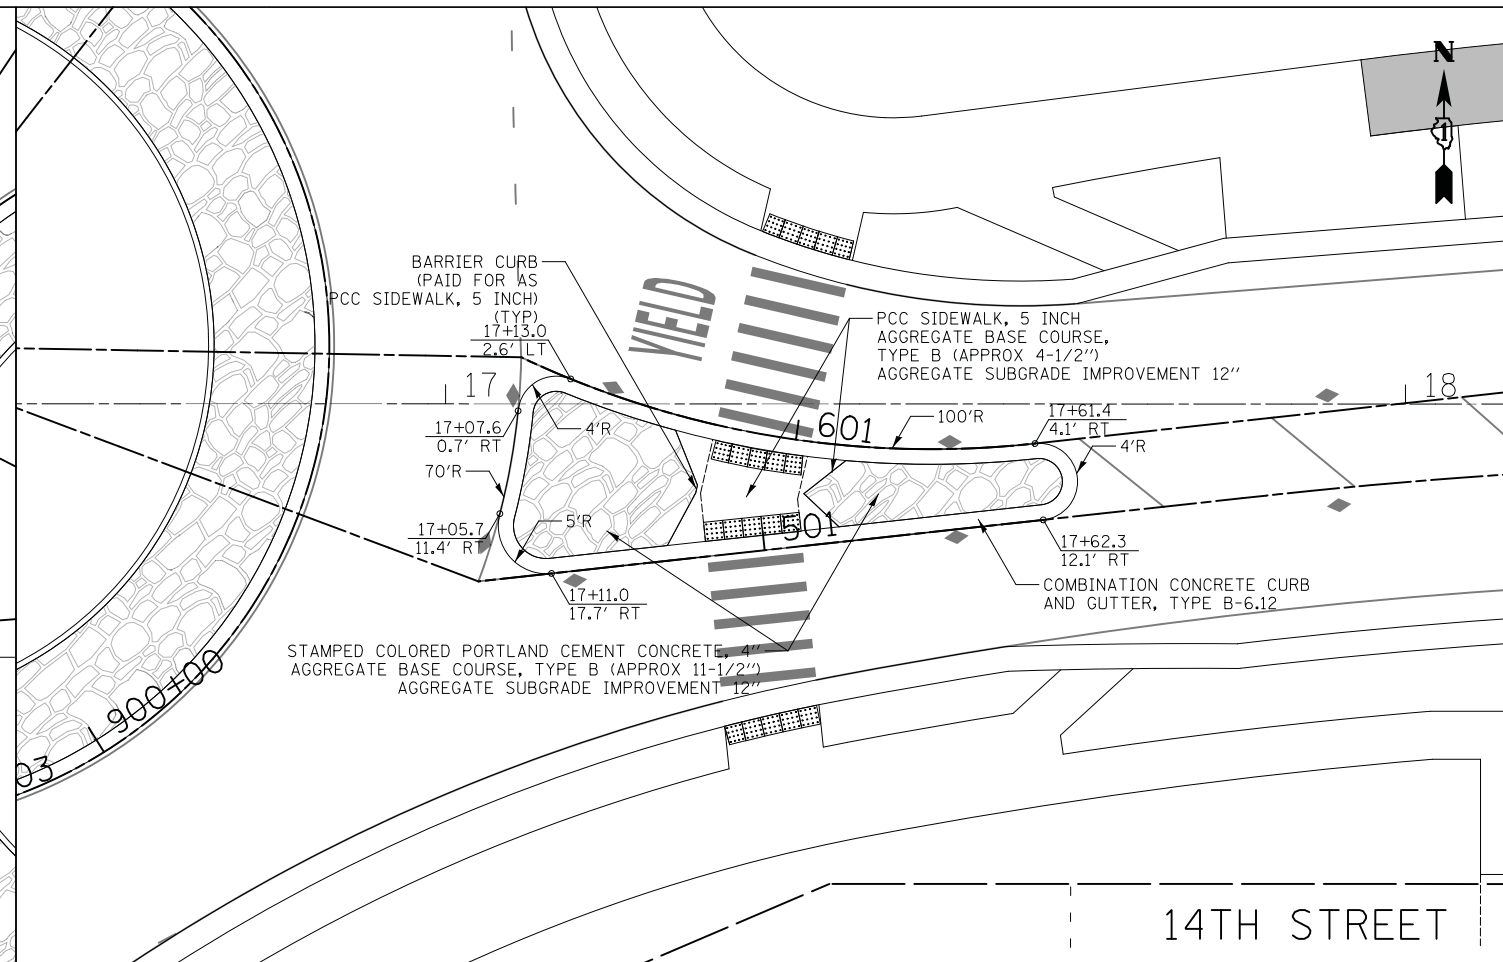 N
1
BARRIER CURB
(PAID FOR AS
PCC SIDEWALK, 5 INCH)
(TYP)
17+13.0
2.6' LT
YIELD
PCC SIDEWALK, 5 INCH
AGGREGATE BASE COURSE,
TYPE B (APPROX 4-1/2'')
AGGREGATE SUBGRADE IMPROVEMENT 12''
17
18
17+07.6
0.7' RT
4'R
601
100'R
17+61.4
4.1' RT
4'R
70'R
17+05.7
11.4' RT
5'R
501
17+62.3
12.1' RT
17+11.0
17.7' RT
COMBINATION CONCRETE CURB
AND GUTTER, TYPE B-6.12
STAMPED COLORED PORTLAND CEMENT CONCRETE, 4''
AGGREGATE BASE COURSE, TYPE B (APPROX 11-1/2'')
AGGREGATE SUBGRADE IMPROVEMENT 12''
900+00
03
14TH STREET